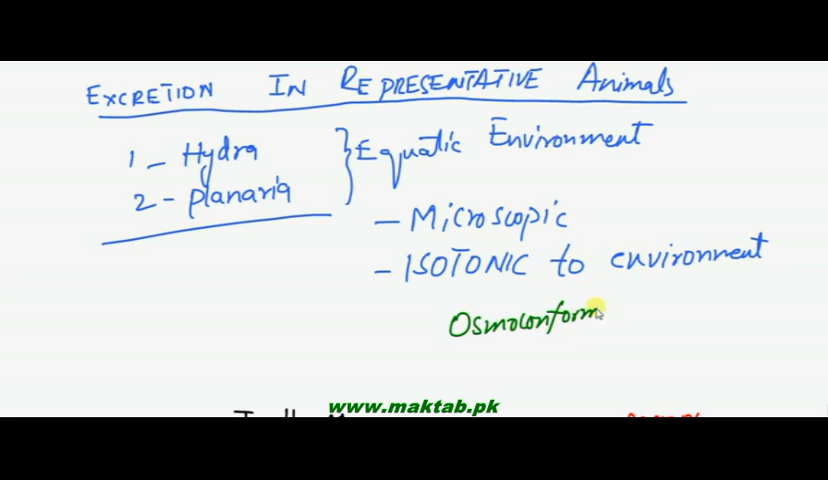 EXCRETION IN REPRESENTATIVE Animals
1 - Hydra } Equatic Environment
2 - planaria
- Microscopic
- ISOTONIC to environment
Osmoconform
www.maktab.pk